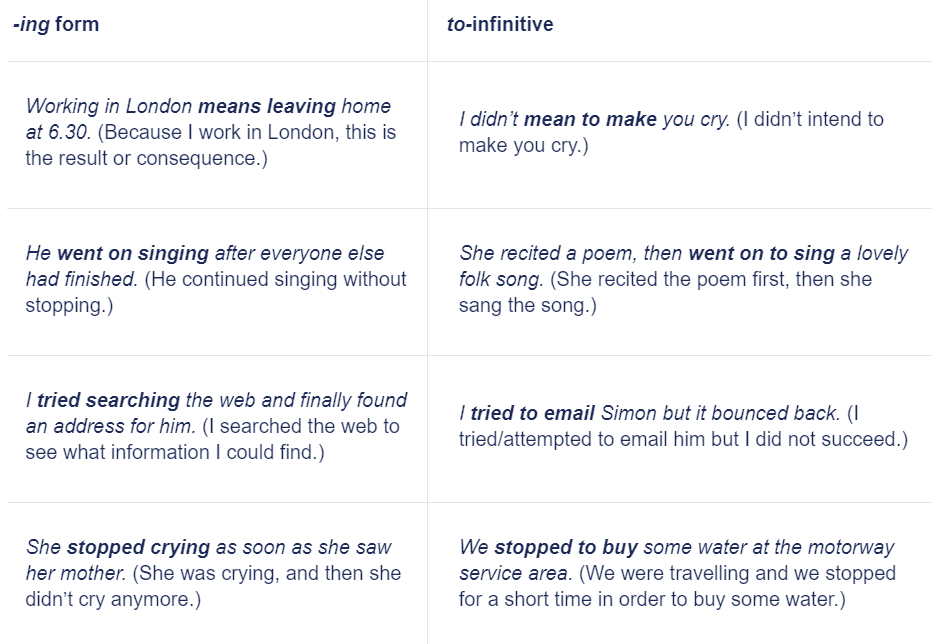 -ing form
to-infinitive
Working in London means leaving home
at 6.30. (Because I work in London, this is
the result or consequence.)
I didn’t mean to make you cry. (I didn’t intend to
make you cry.)
He went on singing after everyone else
had finished. (He continued singing without
stopping.)
She recited a poem, then went on to sing a lovely
folk song. (She recited the poem first, then she
sang the song.)
I tried searching the web and finally found
an address for him. (I searched the web to
see what information I could find.)
I tried to email Simon but it bounced back. (I
tried/attempted to email him but I did not succeed.)
She stopped crying as soon as she saw
her mother. (She was crying, and then she
didn’t cry anymore.)
We stopped to buy some water at the motorway
service area. (We were travelling and we stopped
for a short time in order to buy some water.)